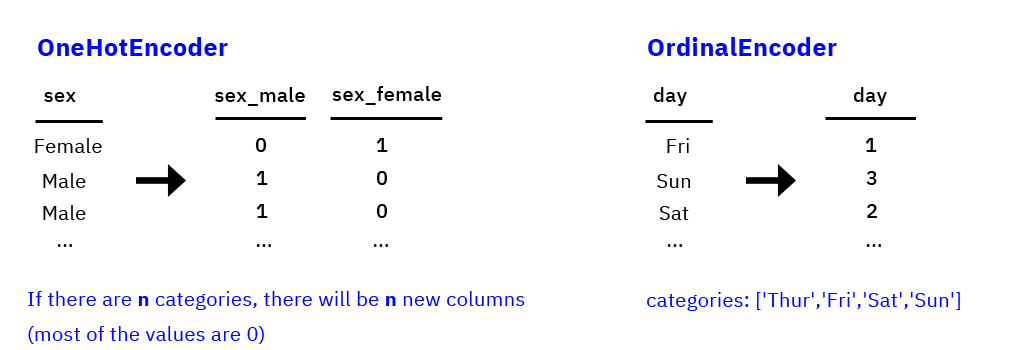 OneHotEncoder
sex sex_male sex_female
Female 0 1
Male 1 0
Male 1 0
... ... ...
If there are n categories, there will be n new columns
(most of the values are 0)
OrdinalEncoder
day day
Fri 1
Sun 3
Sat 2
... ...
categories: ['Thur','Fri','Sat','Sun']